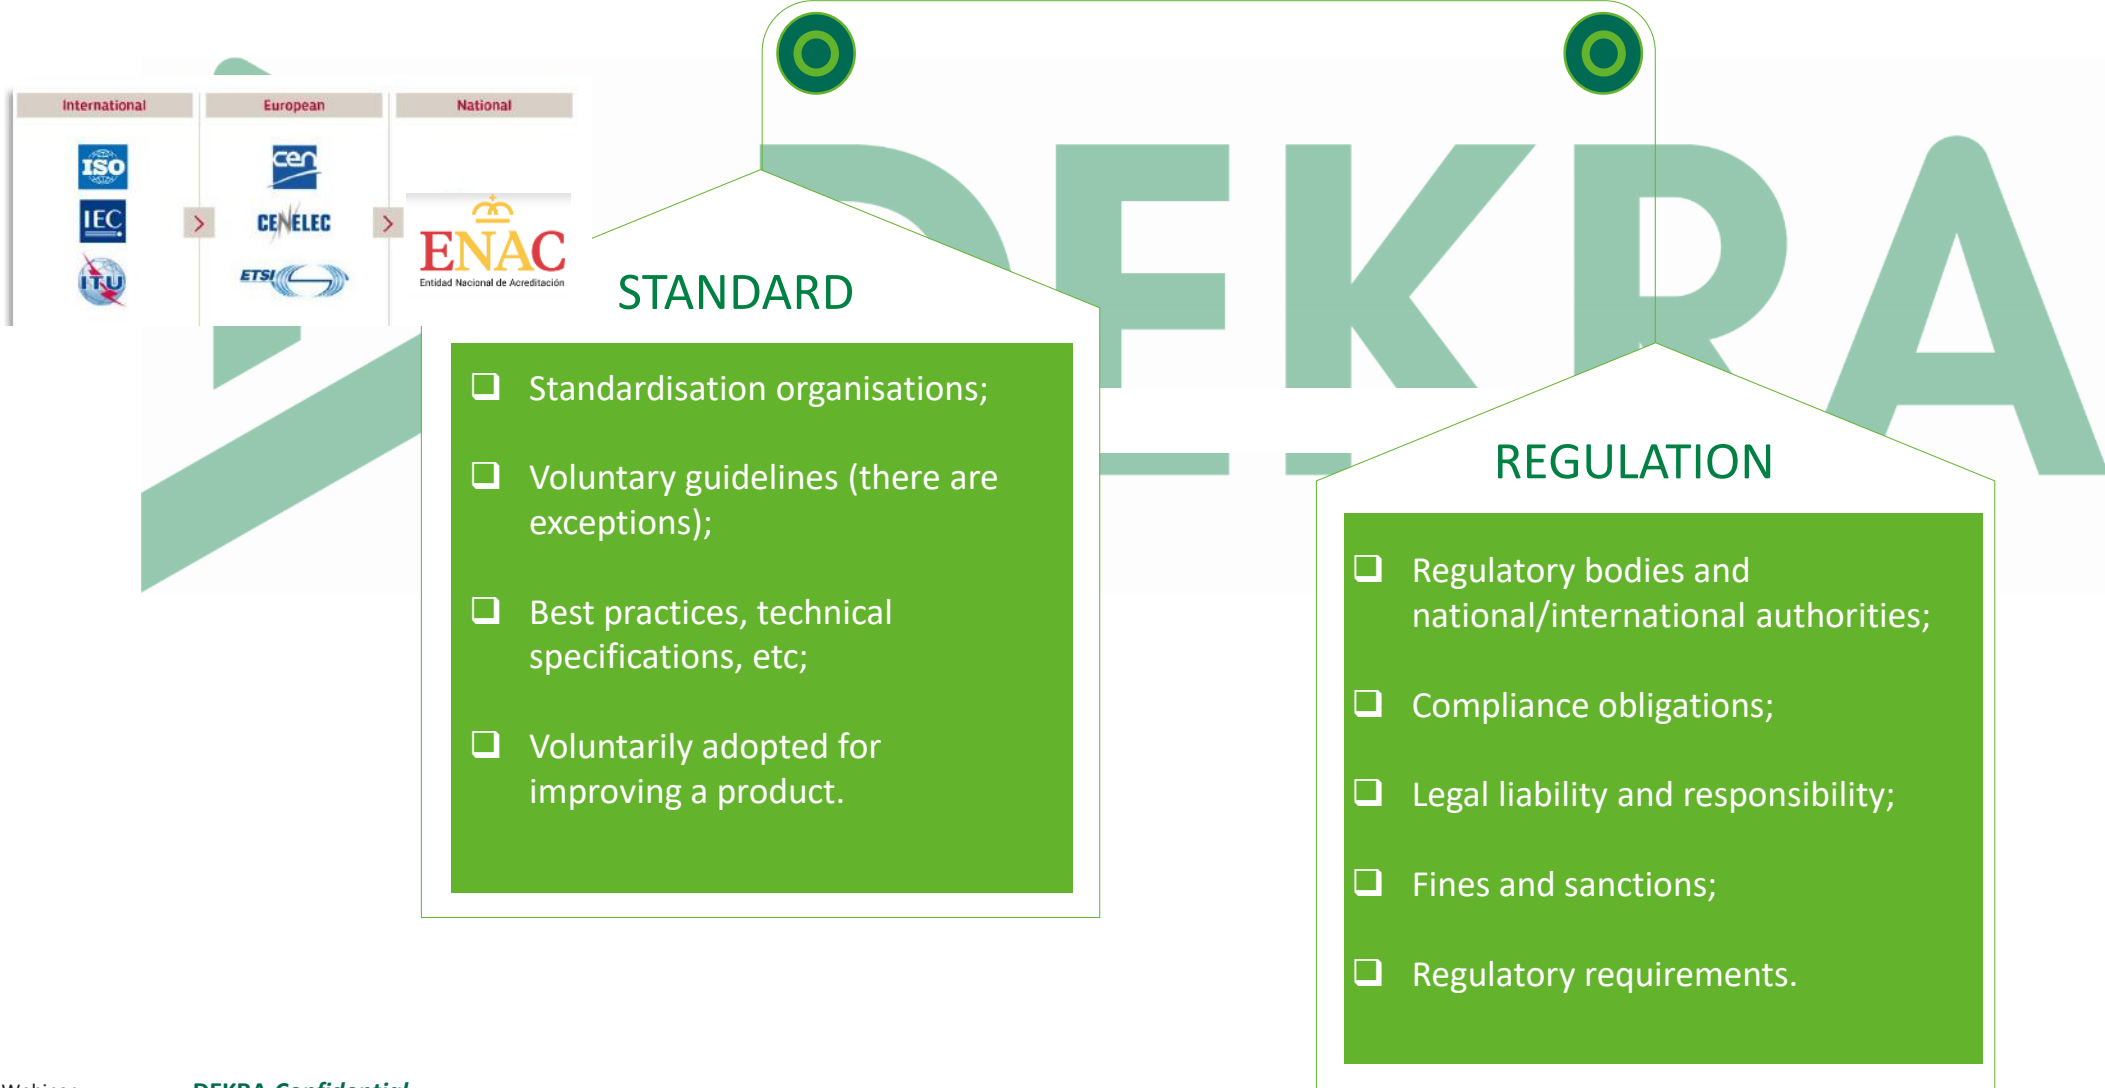 International
European
National
ISO
IEC
ITU
cen
CENELEC
ETSI
ENAC
Entidad Nacional de Acreditación
DEKRA
STANDARD
❑ Standardisation organisations;
❑ Voluntary guidelines (there are
exceptions);
❑ Best practices, technical
specifications, etc;
❑ Voluntarily adopted for
improving a product.
REGULATION
❑ Regulatory bodies and
national/international authorities;
❑ Compliance obligations;
❑ Legal liability and responsibility;
❑ Fines and sanctions;
❑ Regulatory requirements.
DEKRA Confidential